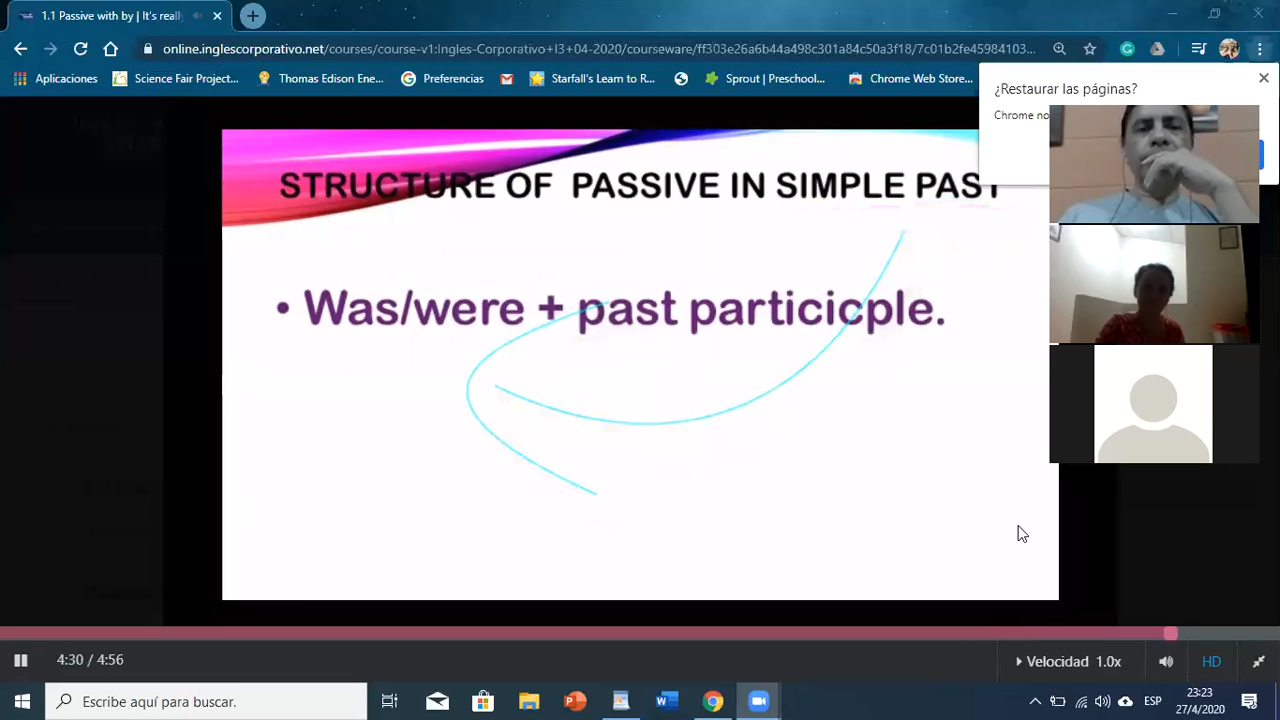 1.1 Passive with by | It's really
online.inglescorporativo.net/courses/course-v1:Ingles-Corporativo+I3+04-2020/courseware/ff303e26a6b44a498c301a84c50a3f18/7c01b2fe45984103...
Aplicaciones
Science Fair Project...
Thomas Edison Ene...
Preferencias
Starfall's Learn to R...
Sprout | Preschool...
Chrome Web Store...
¿Restaurar las páginas?
Chrome no
STRUCTURE OF PASSIVE IN SIMPLE PAST
• Was/were + past particicple.
4:30 / 4:56
Velocidad 1.0x
HD
Escribe aquí para buscar.
ESP
23:23
27/4/2020